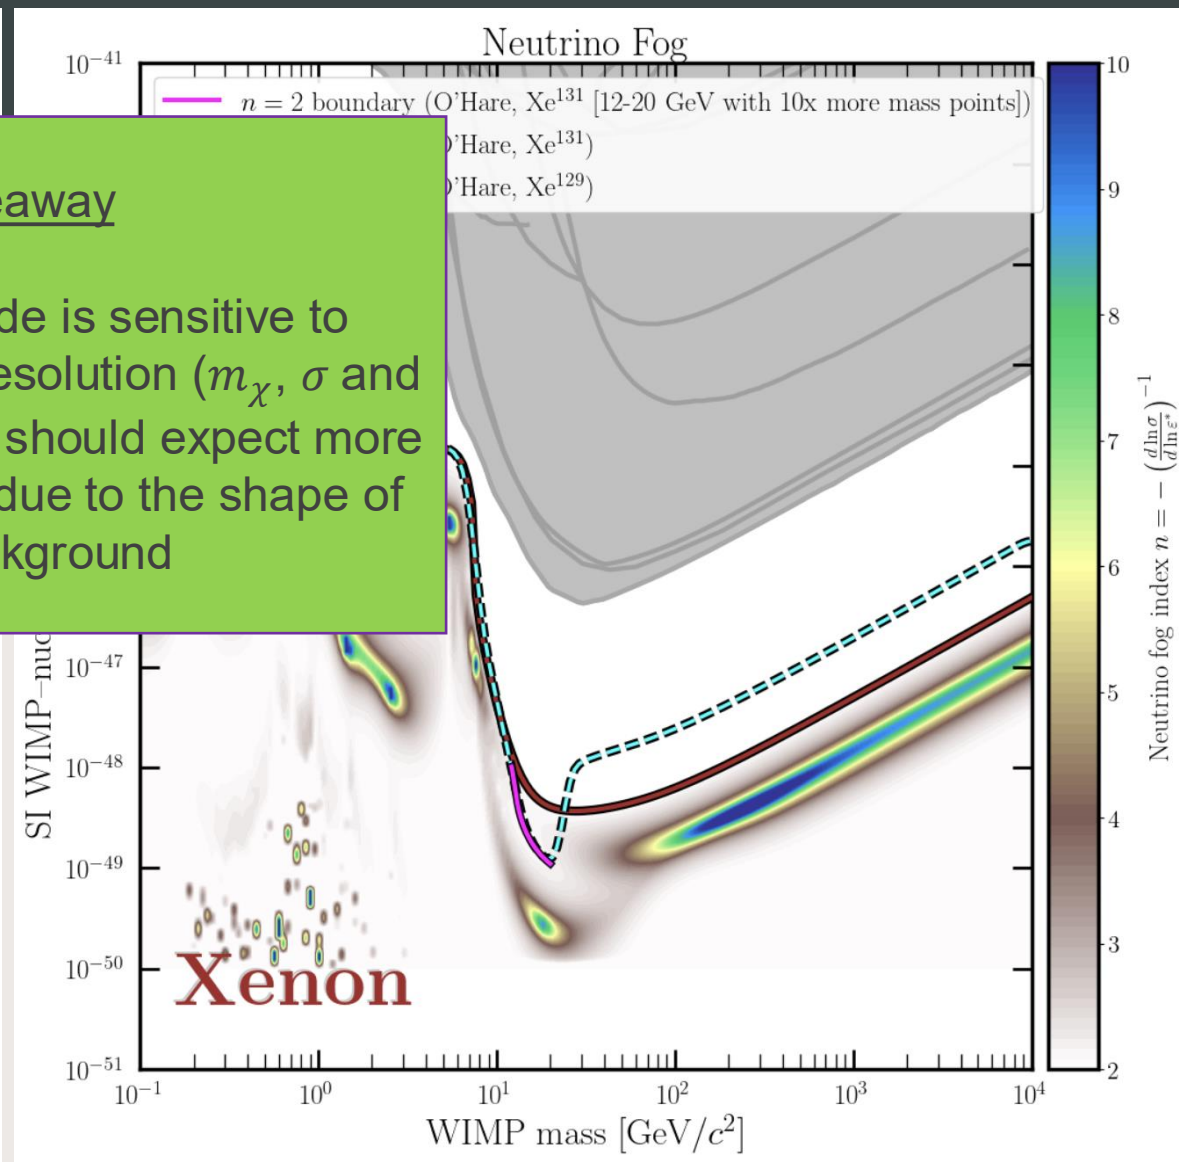 Neutrino Fog
n = 2 boundary (O'Hare, Xe¹³¹ [12-20 GeV with 10x more mass points])
O'Hare, Xe¹³¹)
O'Hare, Xe¹²⁹)
eaway
de is sensitive to
esolution (mᵪ, σ and
should expect more
due to the shape of
kground
10⁻⁴¹
10⁻⁴⁷
10⁻⁴⁸
10⁻⁴⁹
10⁻⁵⁰
10⁻⁵¹
SI WIMP–nuc
Xenon
10⁻¹ 10⁰ 10¹ 10² 10³ 10⁴
WIMP mass [GeV/c²]
10
9
8
7
6
5
4
3
2
Neutrino fog index n = −(d ln σ / d ln ε*)⁻¹